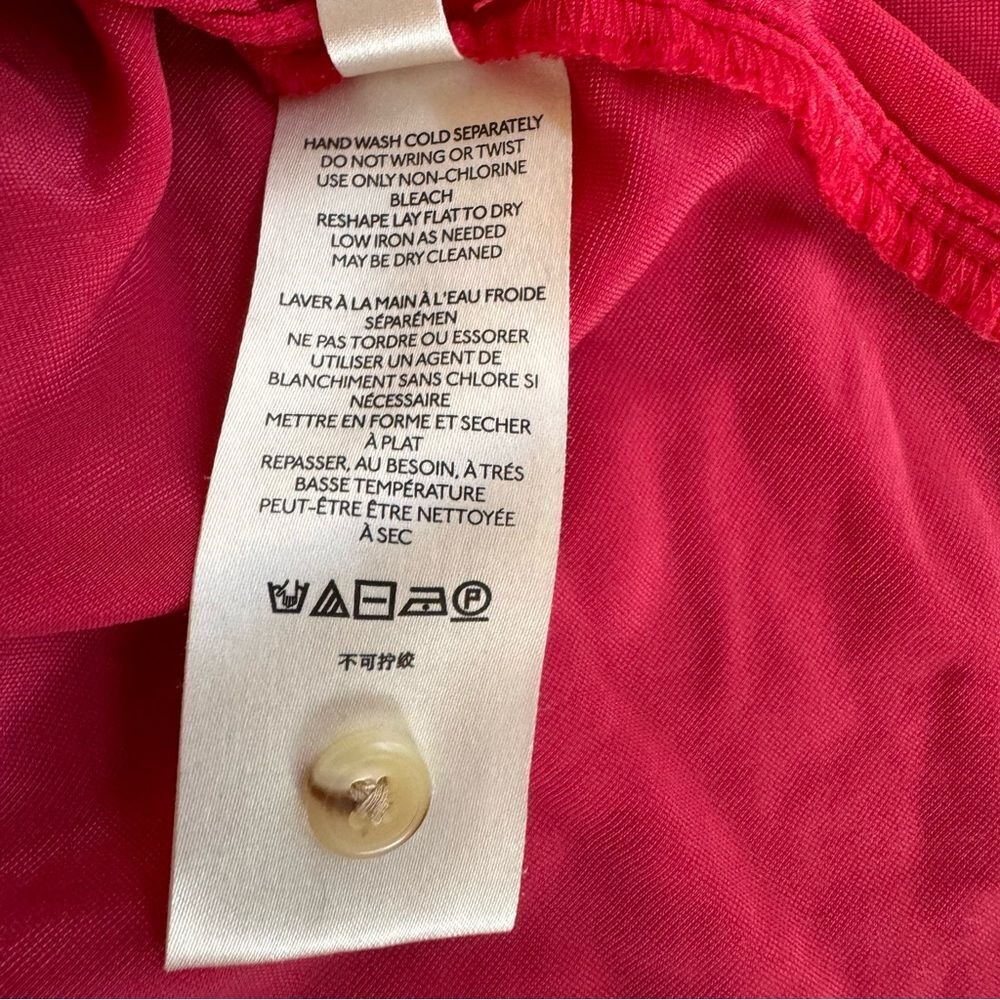 HAND WASH COLD SEPARATELY
DO NOT WRING OR TWIST
USE ONLY NON-CHLORINE
BLEACH
RESHAPE LAY FLAT TO DRY
LOW IRON AS NEEDED
MAY BE DRY CLEANED
LAVER À LA MAIN À L'EAU FROIDE
SÉPARÉMEN
NE PAS TORDRE OU ESSORER
UTILISER UN AGENT DE
BLANCHIMENT SANS CHLORE SI
NÉCESSAIRE
METTRE EN FORME ET SECHER
À PLAT
REPASSER, AU BESOIN, À TRÉS
BASSE TEMPÉRATURE
PEUT-ÊTRE ÊTRE NETTOYÉE
À SEC
P
不可拧绞